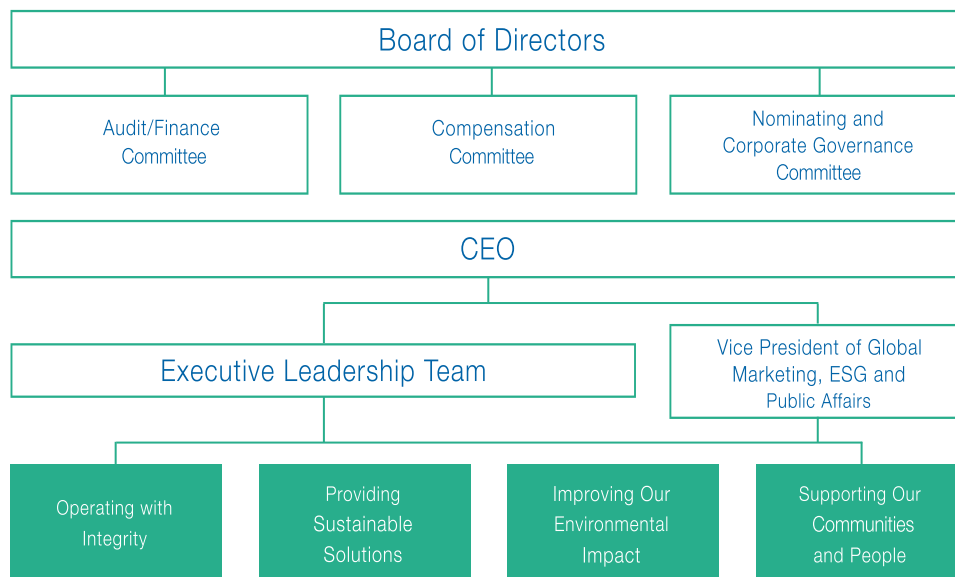 Board of Directors
Audit/Finance
Committee
Compensation
Committee
Nominating and
Corporate Governance
Committee
CEO
Executive Leadership Team
Vice President of Global
Marketing, ESG and
Public Affairs
Operating with
Integrity
Providing
Sustainable
Solutions
Improving Our
Environmental
Impact
Supporting Our
Communities
and People